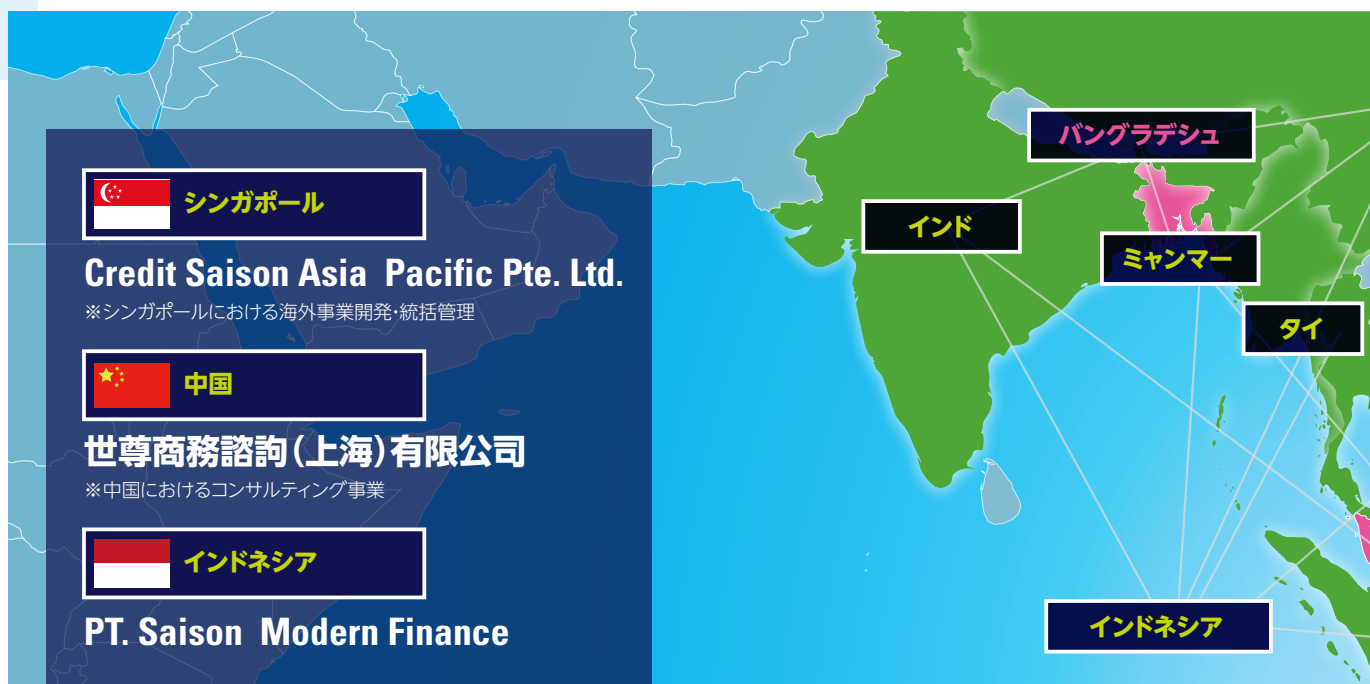 シンガポール
Credit Saison Asia Pacific Pte. Ltd.
※シンガポールにおける海外事業開発・統括管理
中国
世尊商務諮詢(上海)有限公司
※中国におけるコンサルティング事業
インドネシア
PT. Saison Modern Finance
バングラデシュ
インド
ミャンマー
タイ
インドネシア